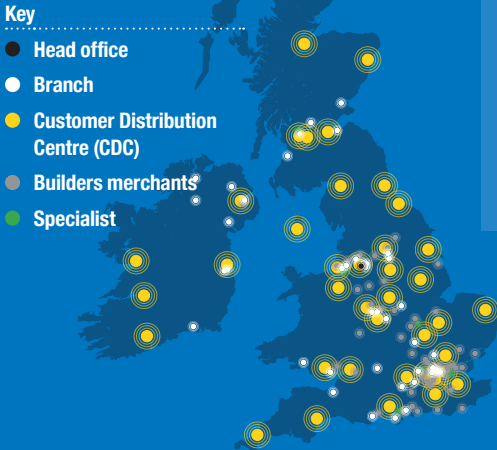 Key
Head office
Branch
Customer Distribution
Centre (CDC)
Builders merchants
Specialist